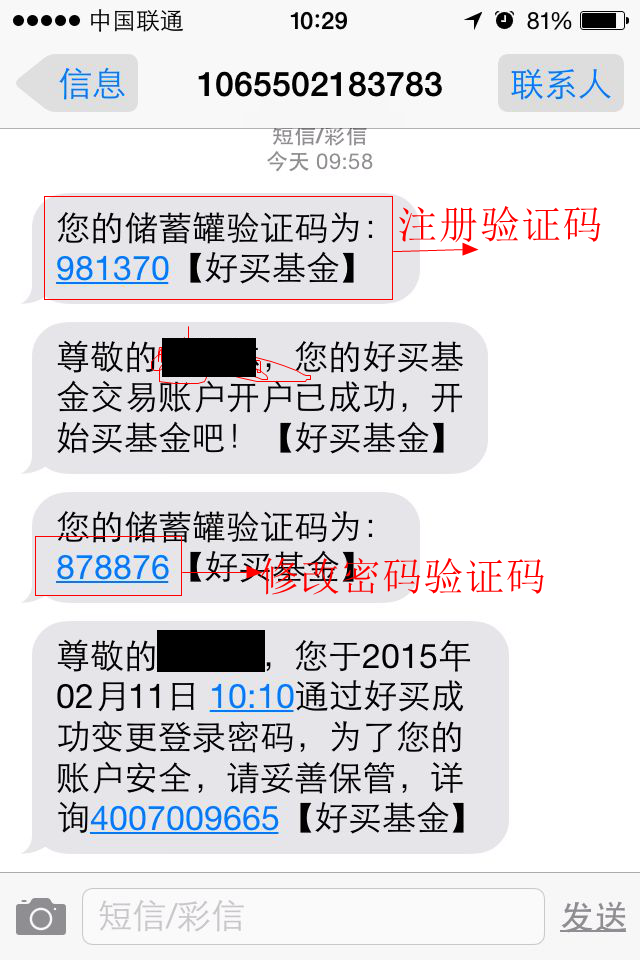 中国联通 10:29 81%
信息 1065502183783 联系人
短信/彩信
今天 09:58
您的储蓄罐验证码为：
981370【好买基金】
注册验证码
尊敬的，您的好买基
金交易账户开户已成功，开
始买基金吧！【好买基金】
您的储蓄罐验证码为：
878876【好买基金】
修改密码验证码
尊敬的，您于2015年
02月11日 10:10通过好买成
功变更登录密码，为了您的
账户安全，请妥善保管，详
询4007009665【好买基金】
短信/彩信 发送